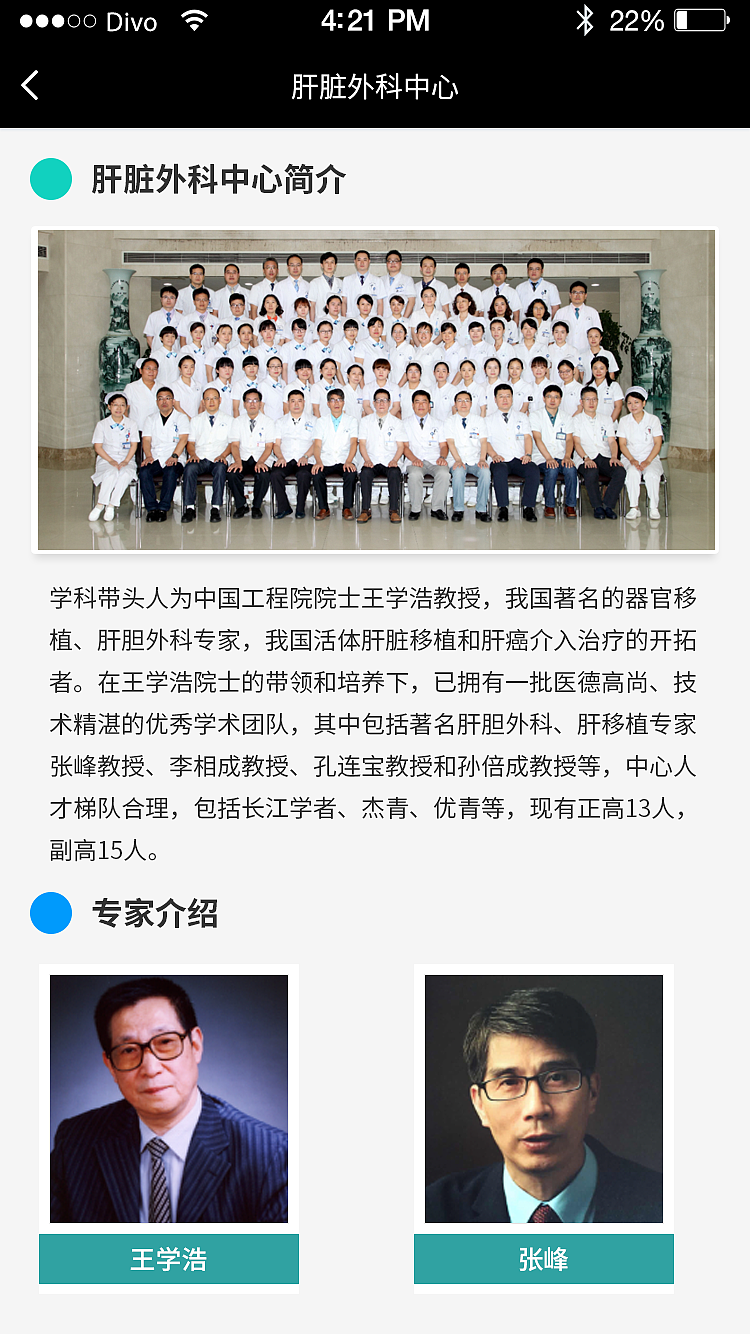 Divo 4:21 PM 22%
肝脏外科中心
肝脏外科中心简介
学科带头人为中国工程院院士王学浩教授，我国著名的器官移
植、肝胆外科专家，我国活体肝脏移植和肝癌介入治疗的开拓
者。在王学浩院士的带领和培养下，已拥有一批医德高尚、技
术精湛的优秀学术团队，其中包括著名肝胆外科、肝移植专家
张峰教授、李相成教授、孔连宝教授和孙倍成教授等，中心人
才梯队合理，包括长江学者、杰青、优青等，现有正高13人，
副高15人。
专家介绍
王学浩
张峰